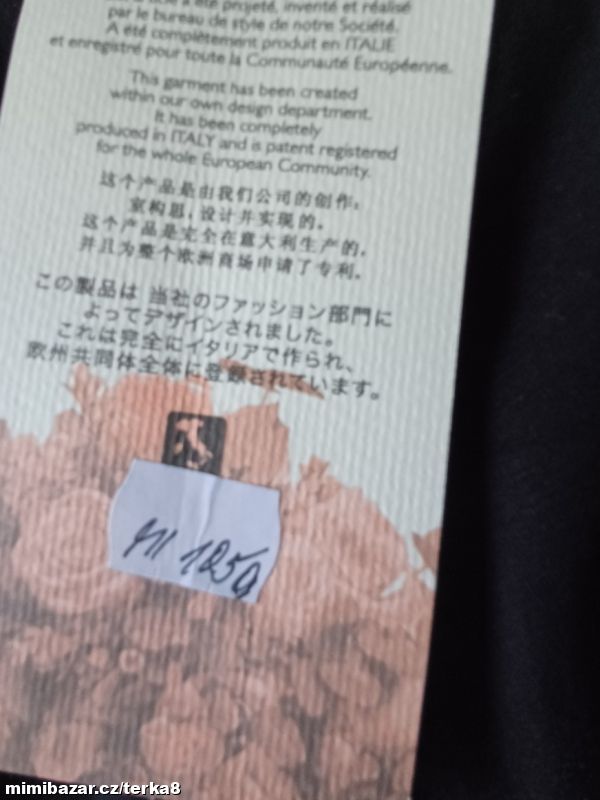 a été projeté, inventé et réalisé
par le bureau de style de notre Société.
A été complètement produit en ITALIE
et enregistré pour toute la Communauté Européenne.
This garment has been created
within our own design department.
It has been completely
produced in ITALY and is patent registered
for the whole European Community.
这个产品是由我们公司的创作:
室构思,设计并实现的.
这个产品是完全在意大利生产的.
并且为整个欧洲商场申请了专利.
この製品は 当社のファッション部門に
よってデザインされました。
これは完全にイタリアで作られ、
欧州共同体全体に登録されています。
mimibazar.cz/terka8